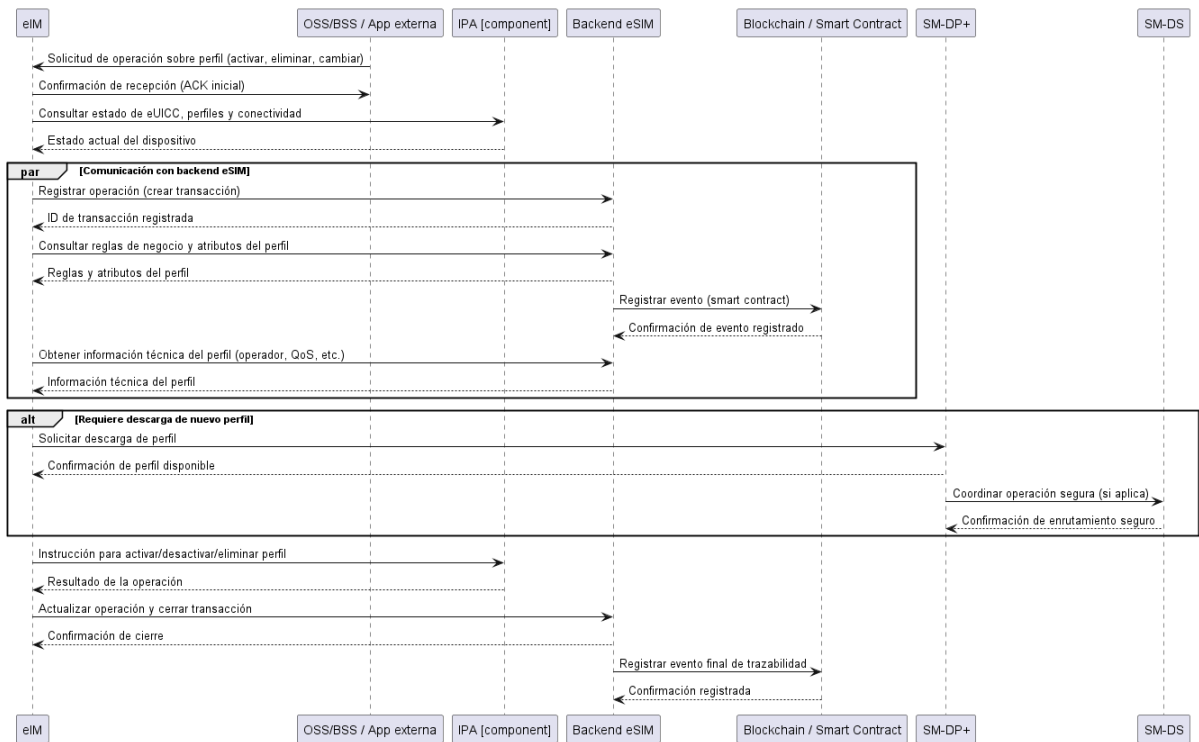 eIM
OSS/BSS / App externa
IPA [component]
Backend eSIM
Blockchain / Smart Contract
SM-DP+
SM-DS
Solicitud de operación sobre perfil (activar, eliminar, cambiar)
Confirmación de recepción (ACK inicial)
Consultar estado de eUICC, perfiles y conectividad
Estado actual del dispositivo
par
[Comunicación con backend eSIM]
Registrar operación (crear transacción)
ID de transacción registrada
Consultar reglas de negocio y atributos del perfil
Reglas y atributos del perfil
Registrar evento (smart contract)
Confirmación de evento registrado
Obtener información técnica del perfil (operador, QoS, etc.)
Información técnica del perfil
alt
[Requiere descarga de nuevo perfil]
Solicitar descarga de perfil
Confirmación de perfil disponible
Coordinar operación segura (si aplica)
Confirmación de enrutamiento seguro
Instrucción para activar/desactivar/eliminar perfil
Resultado de la operación
Actualizar operación y cerrar transacción
Confirmación de cierre
Registrar evento final de trazabilidad
Confirmación registrada
eIM
OSS/BSS / App externa
IPA [component]
Backend eSIM
Blockchain / Smart Contract
SM-DP+
SM-DS